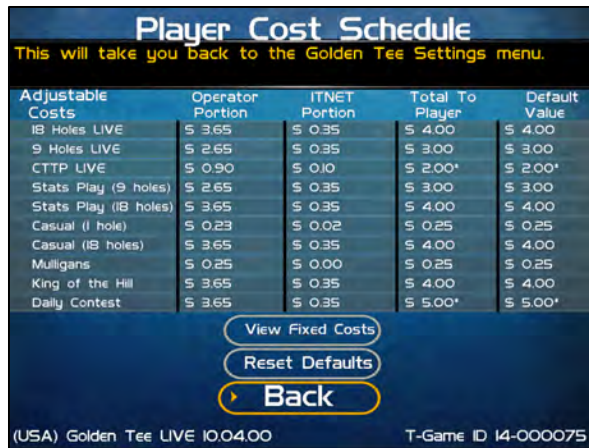 Player Cost Schedule
This will take you back to the Golden Tee Settings menu.
Adjustable Costs Operator Portion ITNET Portion Total To Player Default Value
18 Holes LIVE $ 3.65 $ 0.35 $ 4.00 $ 4.00
9 Holes LIVE $ 2.65 $ 0.35 $ 3.00 $ 3.00
CTTP LIVE $ 0.90 $ 0.10 $ 2.00* $ 2.00*
Stats Play (9 holes) $ 2.65 $ 0.35 $ 3.00 $ 3.00
Stats Play (18 holes) $ 3.65 $ 0.35 $ 4.00 $ 4.00
Casual (1 hole) $ 0.23 $ 0.02 $ 0.25 $ 0.25
Casual (18 holes) $ 3.65 $ 0.35 $ 4.00 $ 4.00
Mulligans $ 0.25 $ 0.00 $ 0.25 $ 0.25
King of the Hill $ 3.65 $ 0.35 $ 4.00 $ 4.00
Daily Contest $ 3.65 $ 0.35 $ 5.00* $ 5.00*
View Fixed Costs
Reset Defaults
Back
(USA) Golden Tee LIVE 10.04.00 T-Game ID 14-000075